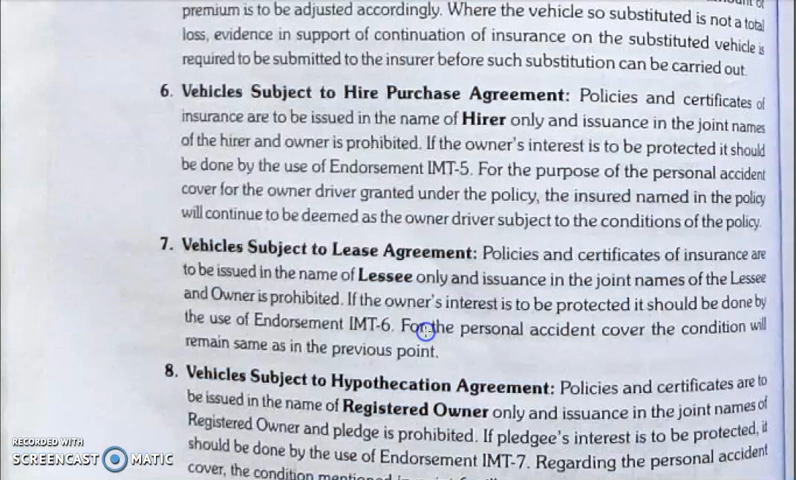 premium is to be adjusted accordingly. Where the vehicle so substituted is not a total
loss, evidence in support of continuation of insurance on the substituted vehicle is
required to be submitted to the insurer before such substitution can be carried out.
6. Vehicles Subject to Hire Purchase Agreement: Policies and certificates of
insurance are to be issued in the name of Hirer only and issuance in the joint names
of the hirer and owner is prohibited. If the owner's interest is to be protected it should
be done by the use of Endorsement IMT-5. For the purpose of the personal accident
cover for the owner driver granted under the policy, the insured named in the policy
will continue to be deemed as the owner driver subject to the conditions of the policy.
7. Vehicles Subject to Lease Agreement: Policies and certificates of insurance are
to be issued in the name of Lessee only and issuance in the joint names of the Lessee
and Owner is prohibited. If the owner's interest is to be protected it should be done by
the use of Endorsement IMT-6. For the personal accident cover the condition will
remain same as in the previous point.
8. Vehicles Subject to Hypothecation Agreement: Policies and certificates are to
be issued in the name of Registered Owner only and issuance in the joint names of
Registered Owner and pledge is prohibited. If pledgee's interest is to be protected, it
should be done by the use of Endorsement IMT-7. Regarding the personal accident
cover, the condition mentioned
RECORDED WITH
SCREENCAST MATIC